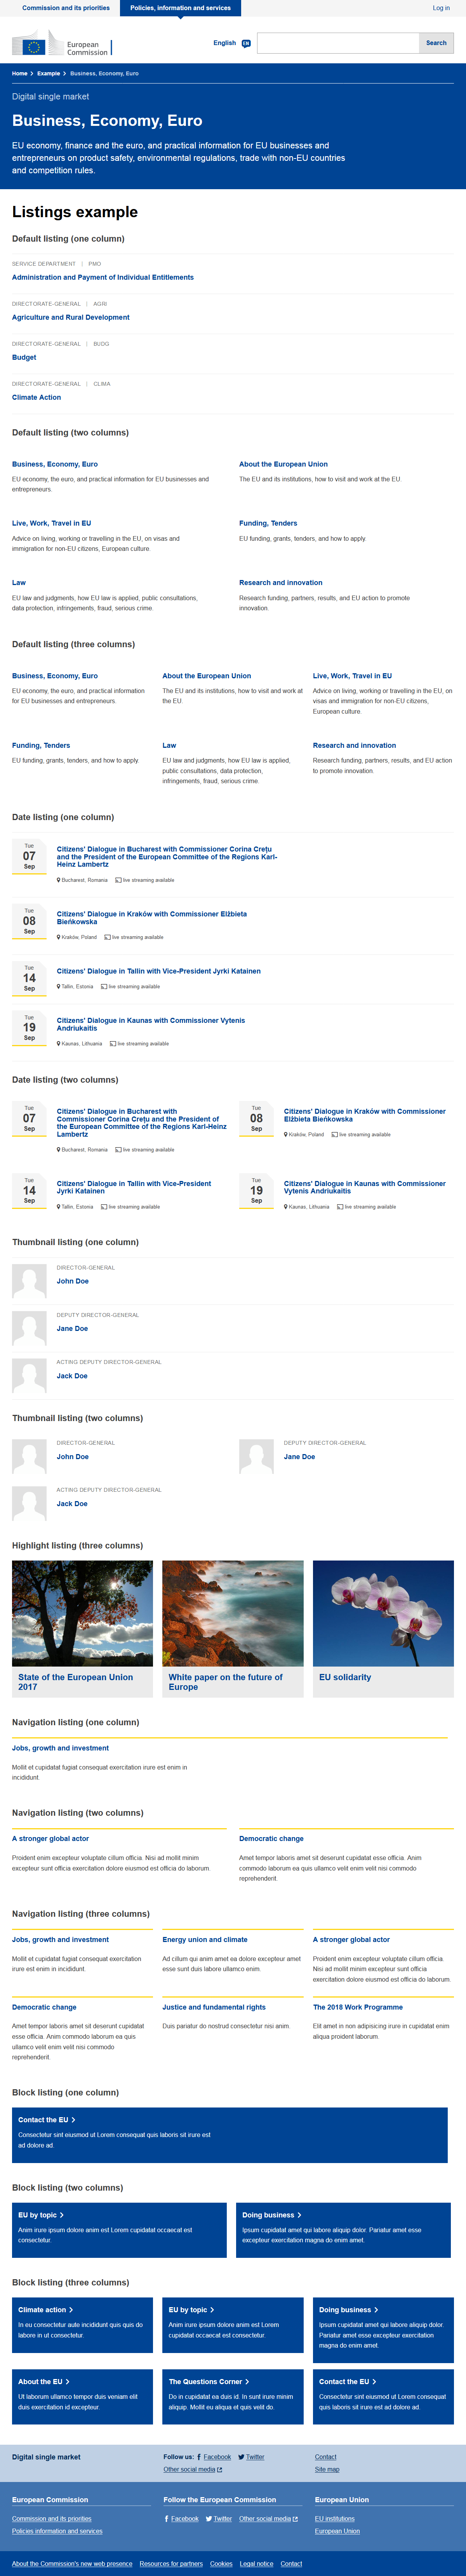 Commission and its priorities
Policies, information and services
Log in
European
Commission
English
EN
Search
Home
Example
Business, Economy, Euro
Digital single market
Business, Economy, Euro
EU economy, finance and the euro, and practical information for EU businesses and
entrepreneurs on product safety, environmental regulations, trade with non-EU countries
and competition rules.
Listings example
Default listing (one column)
SERVICE DEPARTMENT | PMO
Administration and Payment of Individual Entitlements
DIRECTORATE-GENERAL | AGRI
Agriculture and Rural Development
DIRECTORATE-GENERAL | BUDG
Budget
DIRECTORATE-GENERAL | CLIMA
Climate Action
Default listing (two columns)
Business, Economy, Euro
EU economy, the euro, and practical information for EU businesses and
entrepreneurs.
About the European Union
The EU and its institutions, how to visit and work at the EU.
Live, Work, Travel in EU
Advice on living, working or travelling in the EU, on visas and
immigration for non-EU citizens, European culture.
Funding, Tenders
EU funding, grants, tenders, and how to apply.
Law
EU law and judgments, how EU law is applied, public consultations,
data protection, infringements, fraud, serious crime.
Research and innovation
Research funding, partners, results, and EU action to promote
innovation.
Default listing (three columns)
Business, Economy, Euro
EU economy, the euro, and practical information
for EU businesses and entrepreneurs.
About the European Union
The EU and its institutions, how to visit and work at
the EU.
Live, Work, Travel in EU
Advice on living, working or travelling in the EU, on
visas and immigration for non-EU citizens,
European culture.
Funding, Tenders
EU funding, grants, tenders, and how to apply.
Law
EU law and judgments, how EU law is applied,
public consultations, data protection,
infringements, fraud, serious crime.
Research and innovation
Research funding, partners, results, and EU action
to promote innovation.
Date listing (one column)
Tue
07
Sep
Citizens' Dialogue in Bucharest with Commissioner Corina Crețu
and the President of the European Committee of the Regions Karl-
Heinz Lambertz
Bucharest, Romania
live streaming available
Tue
08
Sep
Citizens' Dialogue in Kraków with Commissioner Elżbieta
Bieńkowska
Kraków, Poland
live streaming available
Tue
14
Sep
Citizens' Dialogue in Tallin with Vice-President Jyrki Katainen
Tallin, Estonia
live streaming available
Tue
19
Sep
Citizens' Dialogue in Kaunas with Commissioner Vytenis
Andriukaitis
Kaunas, Lithuania
live streaming available
Date listing (two columns)
Tue
07
Sep
Citizens' Dialogue in Bucharest with
Commissioner Corina Crețu and the President of
the European Committee of the Regions Karl-Heinz
Lambertz
Bucharest, Romania
live streaming available
Tue
08
Sep
Citizens' Dialogue in Kraków with Commissioner
Elżbieta Bieńkowska
Kraków, Poland
live streaming available
Tue
14
Sep
Citizens' Dialogue in Tallin with Vice-President
Jyrki Katainen
Tallin, Estonia
live streaming available
Tue
19
Sep
Citizens' Dialogue in Kaunas with Commissioner
Vytenis Andriukaitis
Kaunas, Lithuania
live streaming available
Thumbnail listing (one column)
DIRECTOR-GENERAL
John Doe
DEPUTY DIRECTOR-GENERAL
Jane Doe
ACTING DEPUTY DIRECTOR-GENERAL
Jack Doe
Thumbnail listing (two columns)
DIRECTOR-GENERAL
John Doe
DEPUTY DIRECTOR-GENERAL
Jane Doe
ACTING DEPUTY DIRECTOR-GENERAL
Jack Doe
Highlight listing (three columns)
State of the European Union
2017
White paper on the future of
Europe
EU solidarity
Navigation listing (one column)
Jobs, growth and investment
Mollit et cupidatat fugiat consequat exercitation irure est enim in
incididunt.
Navigation listing (two columns)
A stronger global actor
Proident enim excepteur voluptate cillum officia. Nisi ad mollit minim
excepteur sunt officia exercitation dolore eiusmod est officia do laborum.
Democratic change
Amet tempor laboris amet sit deserunt cupidatat esse officia . Anim
commodo laborum ea quis ullamco velit enim velit nisi commodo
reprehenderit.
Navigation listing (three columns)
Jobs, growth and investment
Mollit et cupidatat fugiat consequat exercitation
irure est enim in incididunt.
Energy union and climate
Ad cillum qui anim amet ea dolore excepteur amet
esse sunt duis labore ullamco enim.
A stronger global actor
Proident enim excepteur voluptate cillum officia.
Nisi ad mollit minim excepteur sunt officia
exercitation dolore eiusmod est officia do laborum.
Democratic change
Amet tempor laboris amet sit deserunt cupidatat
esse officia. Anim commodo laborum ea quis
ullamco velit enim velit nisi commodo
reprehenderit.
Justice and fundamental rights
Duis pariatur do nostrud consectetur nisi anim.
The 2018 Work Programme
Elit amet in non adipisicing irure in cupidatat enim
aliqua proident laborum.
Block listing (one column)
Contact the EU
Consectetur sint eiusmod ut Lorem consequat quis laboris sit irure est
ad dolore ad.
Block listing (two columns)
EU by topic
Anim irure ipsum dolore anim est Lorem cupidatat occaecat est
consectetur.
Doing business
Ipsum cupidatat amet qui labore aliquip dolor. Pariatur amet esse
excepteur exercitation magna do enim amet.
Block listing (three columns)
Climate action
In eu consectetur aute incididunt quis quis do
labore in ut consectetur.
EU by topic
Anim irure ipsum dolore anim est Lorem
cupidatat occaecat est consectetur.
Doing business
Ipsum cupidatat amet qui labore aliquip dolor.
Pariatur amet esse excepteur exercitation
magna do enim amet.
About the EU
Ut laborum ullamco tempor duis veniam elit
duis exercitation id excepteur.
The Questions Corner
Do in cupidatat ea duis id. In sunt irure minim
aliquip. Mollit eu aliqua et quis velit do.
Contact the EU
Consectetur sint eiusmod ut Lorem consequat
quis laboris sit irure est ad dolore ad.
Digital single market
Follow us: Facebook Twitter
Other social media
Contact
Site map
European Commission
Commission and its priorities
Policies information and services
Follow the European Commission
Facebook Twitter Other social media
European Union
EU institutions
European Union
About the Commission's new web presence Resources for partners Cookies Legal notice Contact